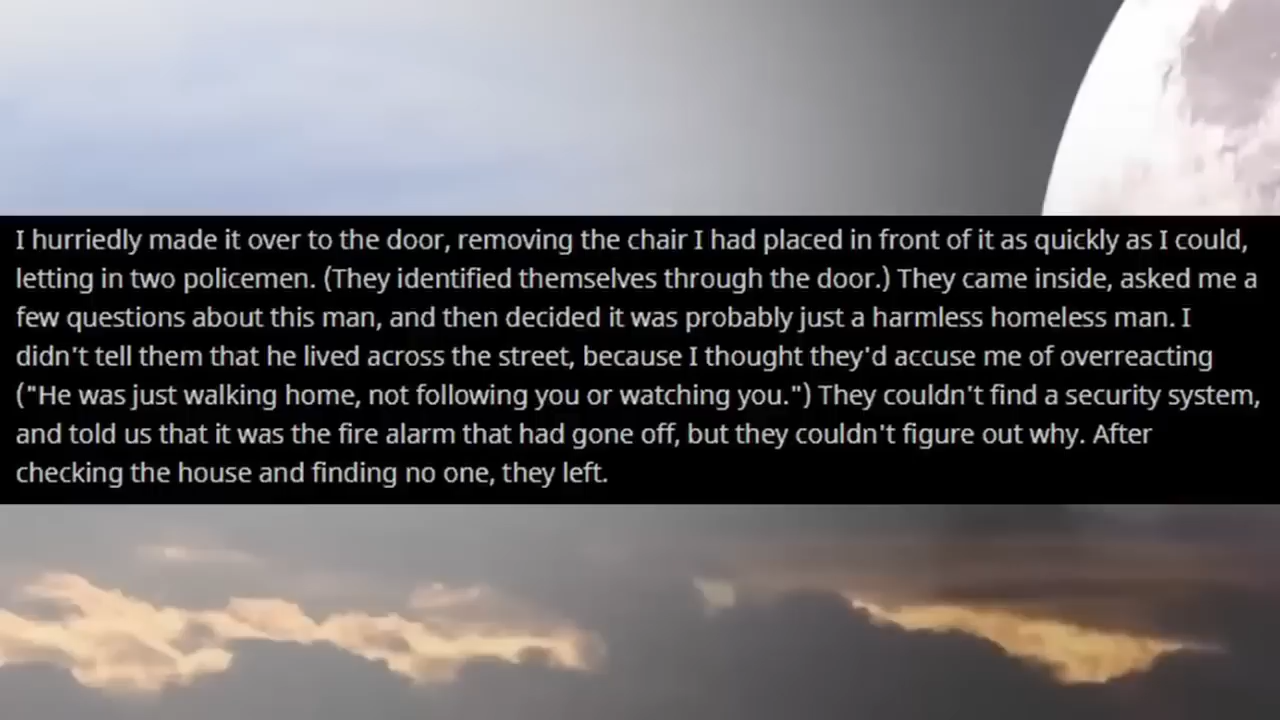 I hurriedly made it over to the door, removing the chair I had placed in front of it as quickly as I could,
letting in two policemen. (They identified themselves through the door.) They came inside, asked me a
few questions about this man, and then decided it was probably just a harmless homeless man. I
didn't tell them that he lived across the street, because I thought they'd accuse me of overreacting
("He was just walking home, not following you or watching you.") They couldn't find a security system,
and told us that it was the fire alarm that had gone off, but they couldn't figure out why. After
checking the house and finding no one, they left.